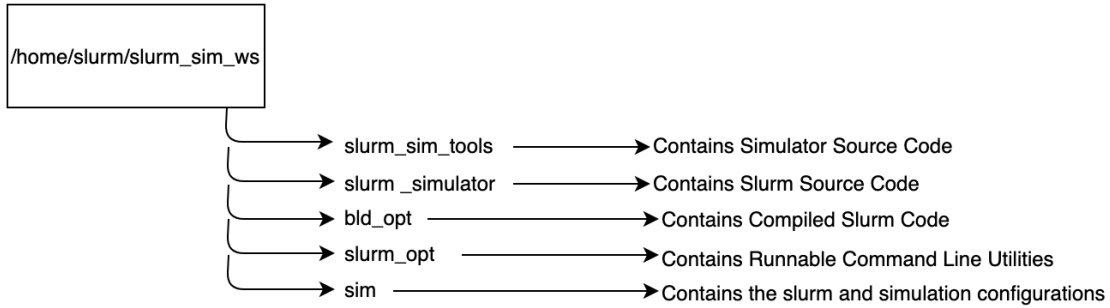 /home/slurm/slurm_sim_ws
slurm_sim_tools Contains Simulator Source Code
slurm _simulator Contains Slurm Source Code
bld_opt Contains Compiled Slurm Code
slurm_opt Contains Runnable Command Line Utilities
sim Contains the slurm and simulation configurations